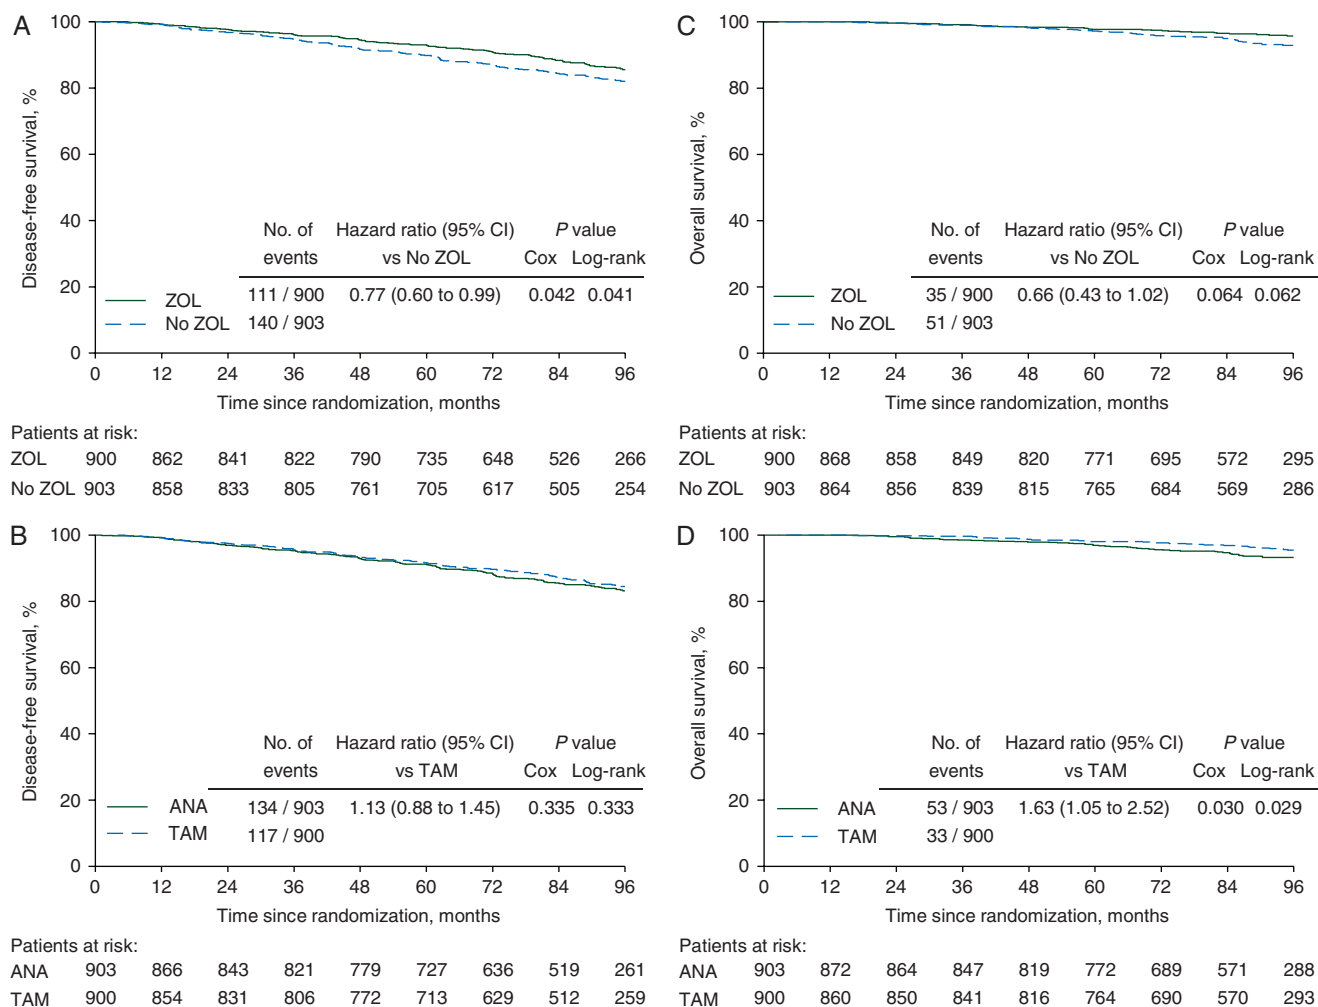 A
Disease-free survival, %
100
80
60
40
20
0
No. of Hazard ratio (95% CI) P value
events vs No ZOL Cox Log-rank
ZOL 111 / 900 0.77 (0.60 to 0.99) 0.042 0.041
No ZOL 140 / 903
0 12 24 36 48 60 72 84 96
Time since randomization, months
Patients at risk:
ZOL 900 862 841 822 790 735 648 526 266
No ZOL 903 858 833 805 761 705 617 505 254
C
Overall survival, %
100
80
60
40
20
0
No. of Hazard ratio (95% CI) P value
events vs No ZOL Cox Log-rank
ZOL 35 / 900 0.66 (0.43 to 1.02) 0.064 0.062
No ZOL 51 / 903
0 12 24 36 48 60 72 84 96
Time since randomization, months
Patients at risk:
ZOL 900 868 858 849 820 771 695 572 295
No ZOL 903 864 856 839 815 765 684 569 286
B
Disease-free survival, %
100
80
60
40
20
0
No. of Hazard ratio (95% CI) P value
events vs TAM Cox Log-rank
ANA 134 / 903 1.13 (0.88 to 1.45) 0.335 0.333
TAM 117 / 900
0 12 24 36 48 60 72 84 96
Time since randomization, months
Patients at risk:
ANA 903 866 843 821 779 727 636 519 261
TAM 900 854 831 806 772 713 629 512 259
D
Overall survival, %
100
80
60
40
20
0
No. of Hazard ratio (95% CI) P value
events vs TAM Cox Log-rank
ANA 53 / 903 1.63 (1.05 to 2.52) 0.030 0.029
TAM 33 / 900
0 12 24 36 48 60 72 84 96
Time since randomization, months
Patients at risk:
ANA 903 872 864 847 819 772 689 571 288
TAM 900 860 850 841 816 764 690 570 293